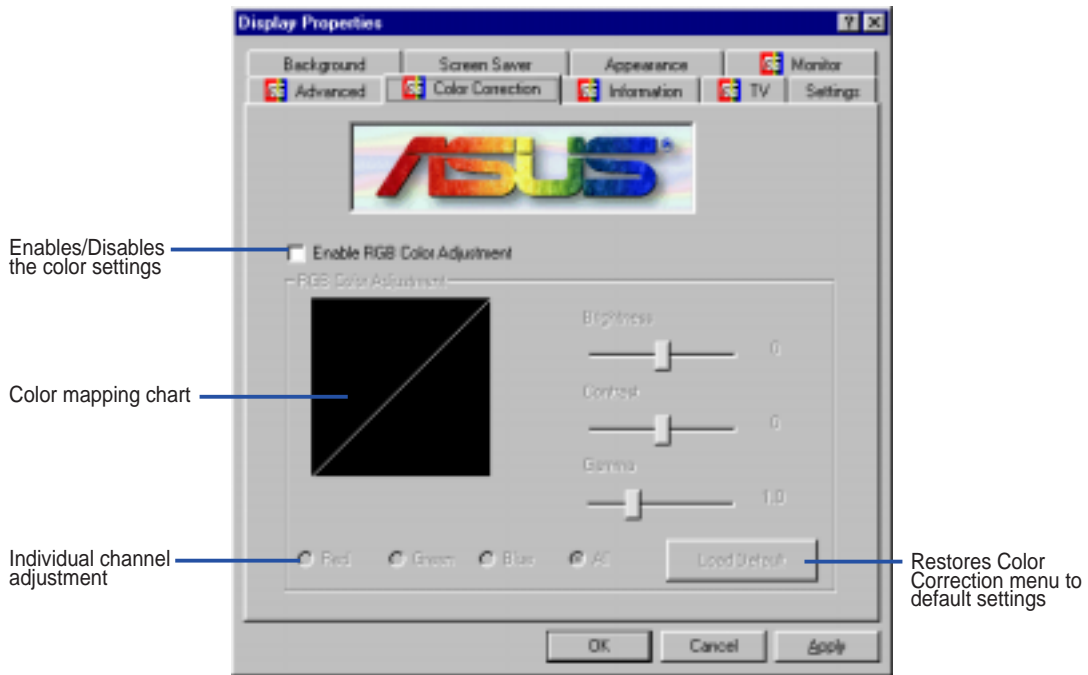 Display Properties
Background Screen Saver Appearance Monitor
Advanced Color Correction Information TV Settings
ASUS®
Enables/Disables
the color settings
Enable RGB Color Adjustment
RGB Color Adjustment
Brightness
0
Color mapping chart
Contrast
0
Gamma
1.0
Individual channel
adjustment
Red Green Blue All
Load Default
Restores Color
Correction menu to
default settings
OK Cancel Apply